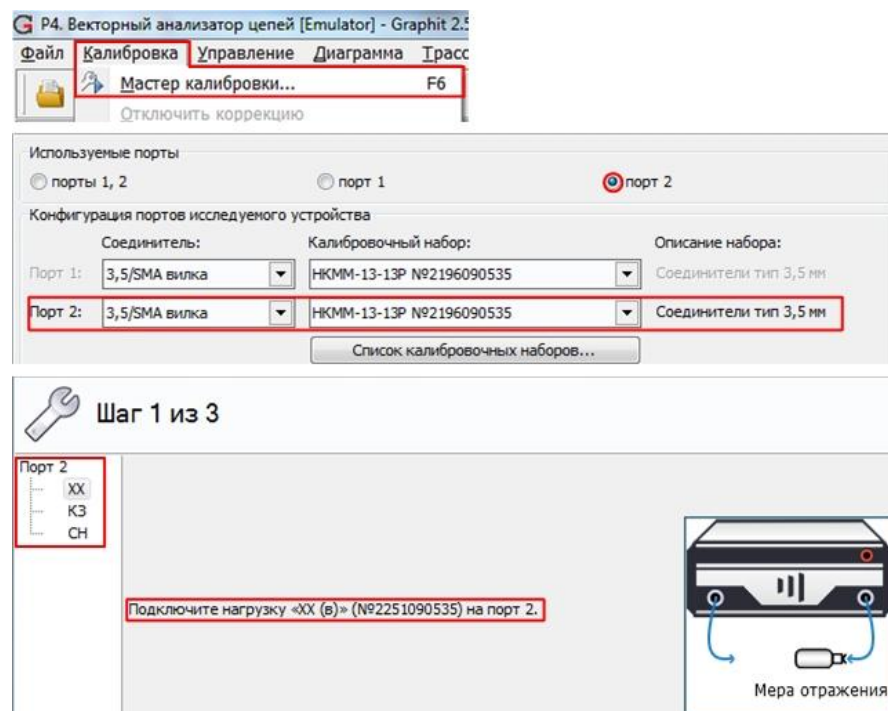 P4. Векторный анализатор цепей [Emulator] - Graphit 2.5
Файл Калибровка Управление Диаграмма Трасс
Мастер калибровки... F6
Отключить коррекцию
Используемые порты
порты 1, 2 порт 1 порт 2
Конфигурация портов исследуемого устройства
Соединитель: Калибровочный набор: Описание набора:
Порт 1: 3,5/SMA вилка НКММ-13-13Р №2196090535 Соединители тип 3,5 мм
Порт 2: 3,5/SMA вилка НКММ-13-13Р №2196090535 Соединители тип 3,5 мм
Список калибровочных наборов...
Шаг 1 из 3
Порт 2
ХХ
КЗ
СН
Подключите нагрузку «ХХ (в)» (№2251090535) на порт 2.
Мера отражения